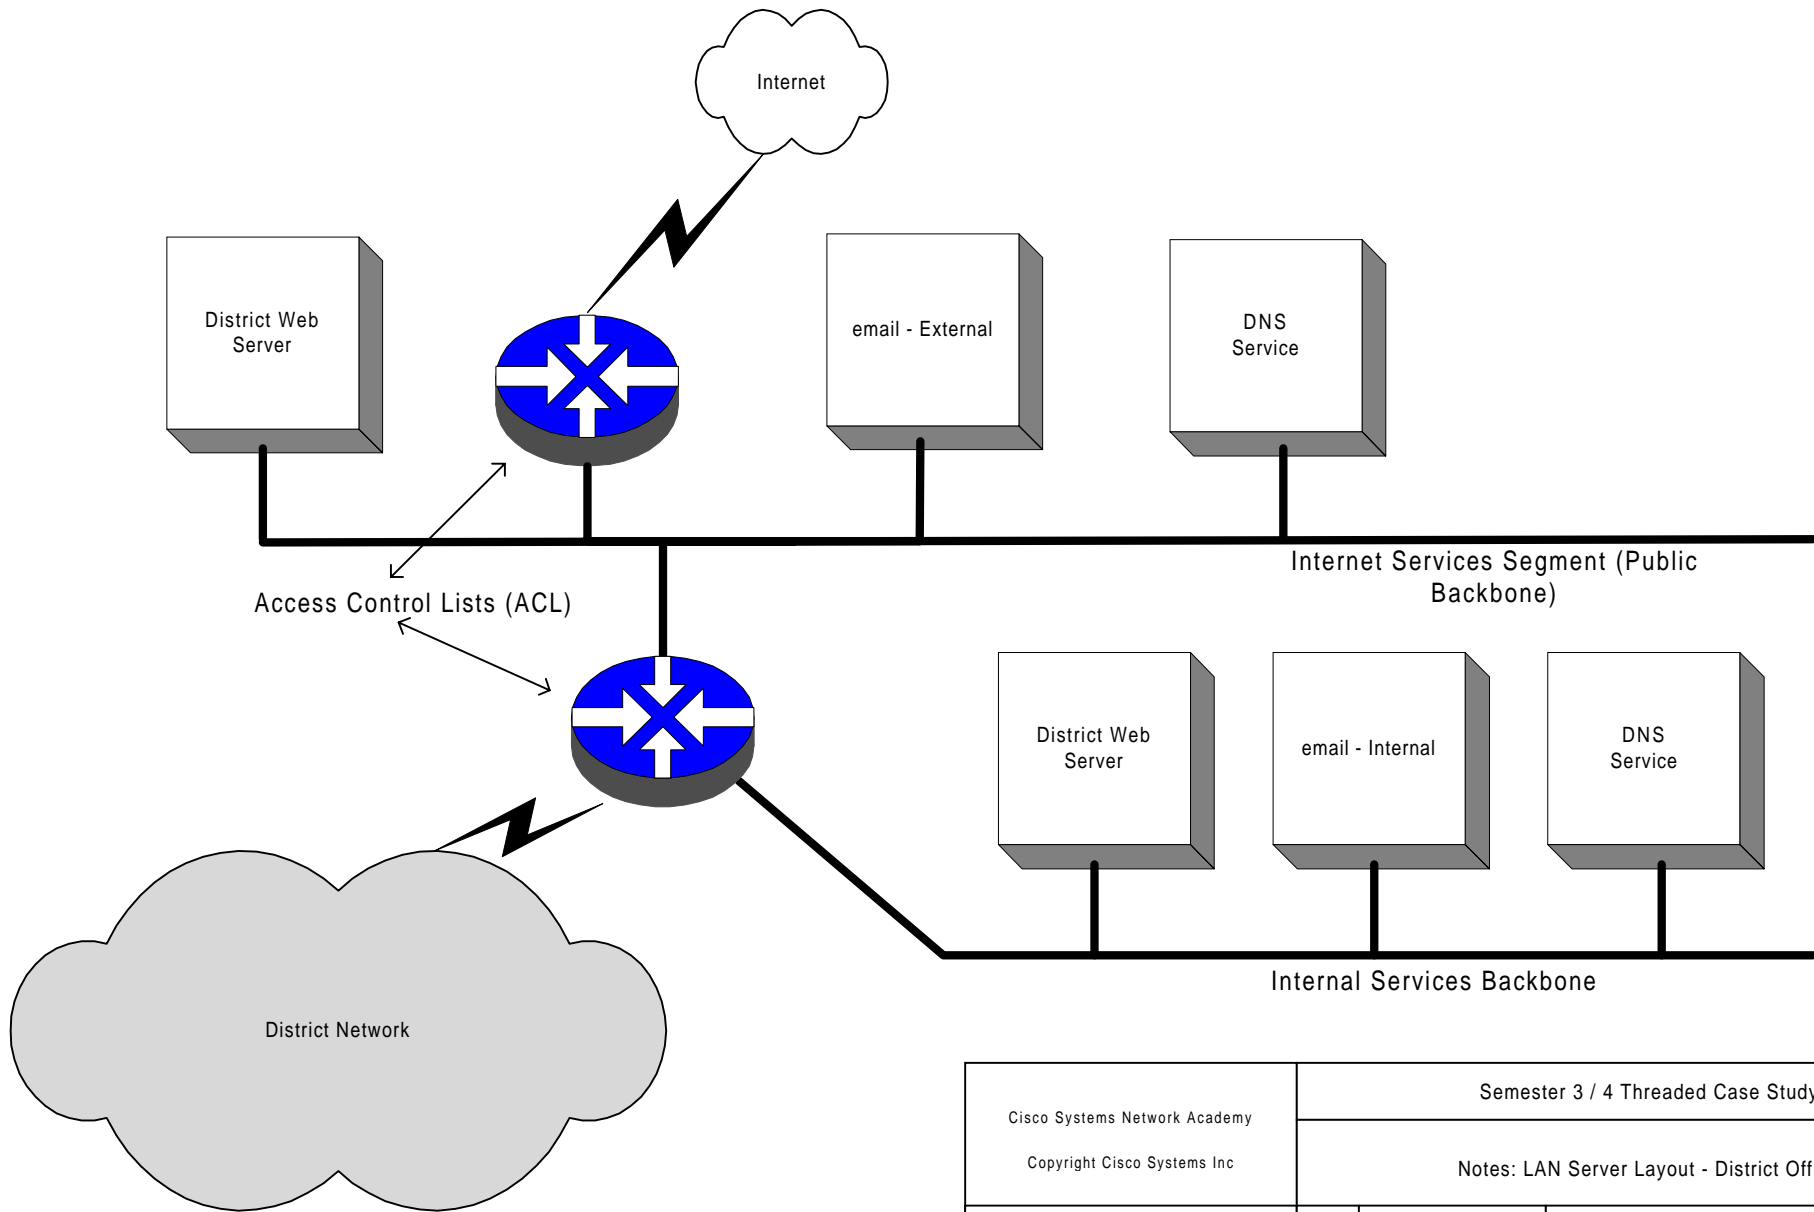 Internet
District Web
Server
email - External
DNS
Service
Internet Services Segment (Public
Backbone)
Access Control Lists (ACL)
District Web
Server
email - Internal
DNS
Service
Internal Services Backbone
District Network
Cisco Systems Network Academy
Copyright Cisco Systems Inc
Semester 3 / 4 Threaded Case Study
Notes: LAN Server Layout - District Off